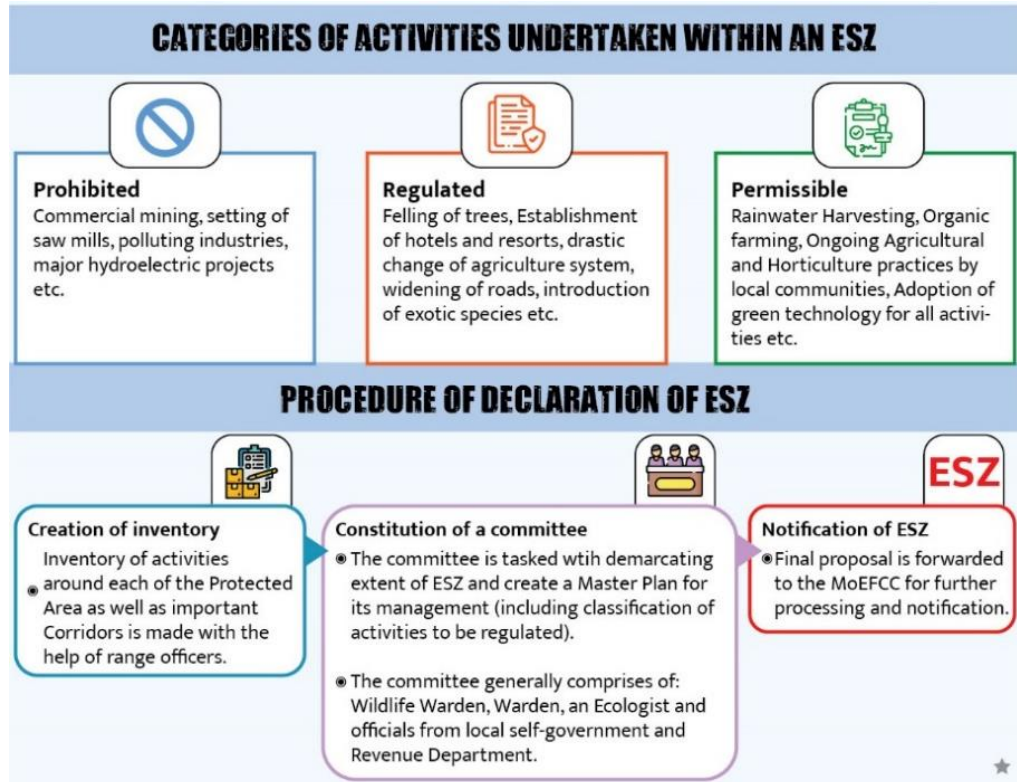 CATEGORIES OF ACTIVITIES UNDERTAKEN WITHIN AN ESZ
Prohibited
Commercial mining, setting of
saw mills, polluting industries,
major hydroelectric projects
etc.
Regulated
Felling of trees, Establishment
of hotels and resorts, drastic
change of agriculture system,
widening of roads, introduction
of exotic species etc.
Permissible
Rainwater Harvesting, Organic
farming, Ongoing Agricultural
and Horticulture practices by
local communities, Adoption of
green technology for all activi-
ties etc.
PROCEDURE OF DECLARATION OF ESZ
Creation of inventory
Inventory of activities
around each of the Protected
Area as well as important
Corridors is made with the
help of range officers.
Constitution of a committee
The committee is tasked wtih demarcating
extent of ESZ and create a Master Plan for
its management (including classification of
activities to be regulated).
The committee generally comprises of:
Wildlife Warden, Warden, an Ecologist and
officials from local self-government and
Revenue Department.
ESZ
Notification of ESZ
Final proposal is forwarded
to the MoEFCC for further
processing and notification.